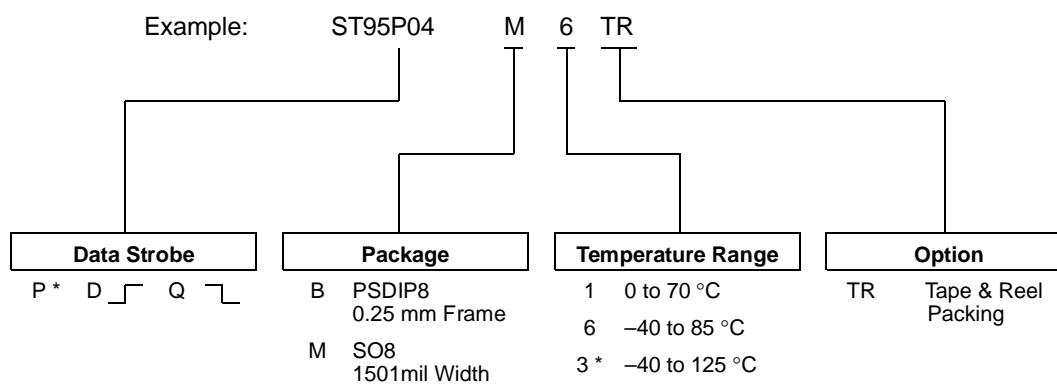 Example: ST95P04 M 6 TR
Data Strobe
P * D Q
Package
B PSDIP8
0.25 mm Frame
M SO8
1501mil Width
Temperature Range
1 0 to 70 °C
6 –40 to 85 °C
3 * –40 to 125 °C
Option
TR Tape & Reel
Packing